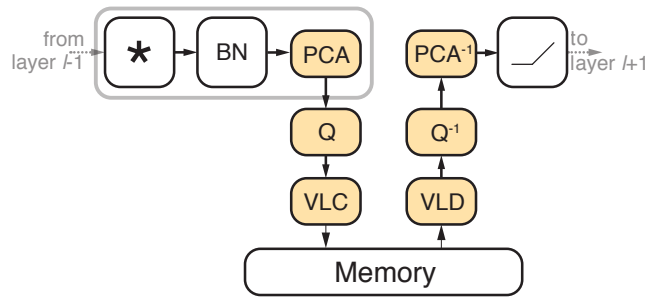 from
layer l-1
*
BN
PCA
PCA⁻¹
to
layer l+1
Q
Q⁻¹
VLC
VLD
Memory